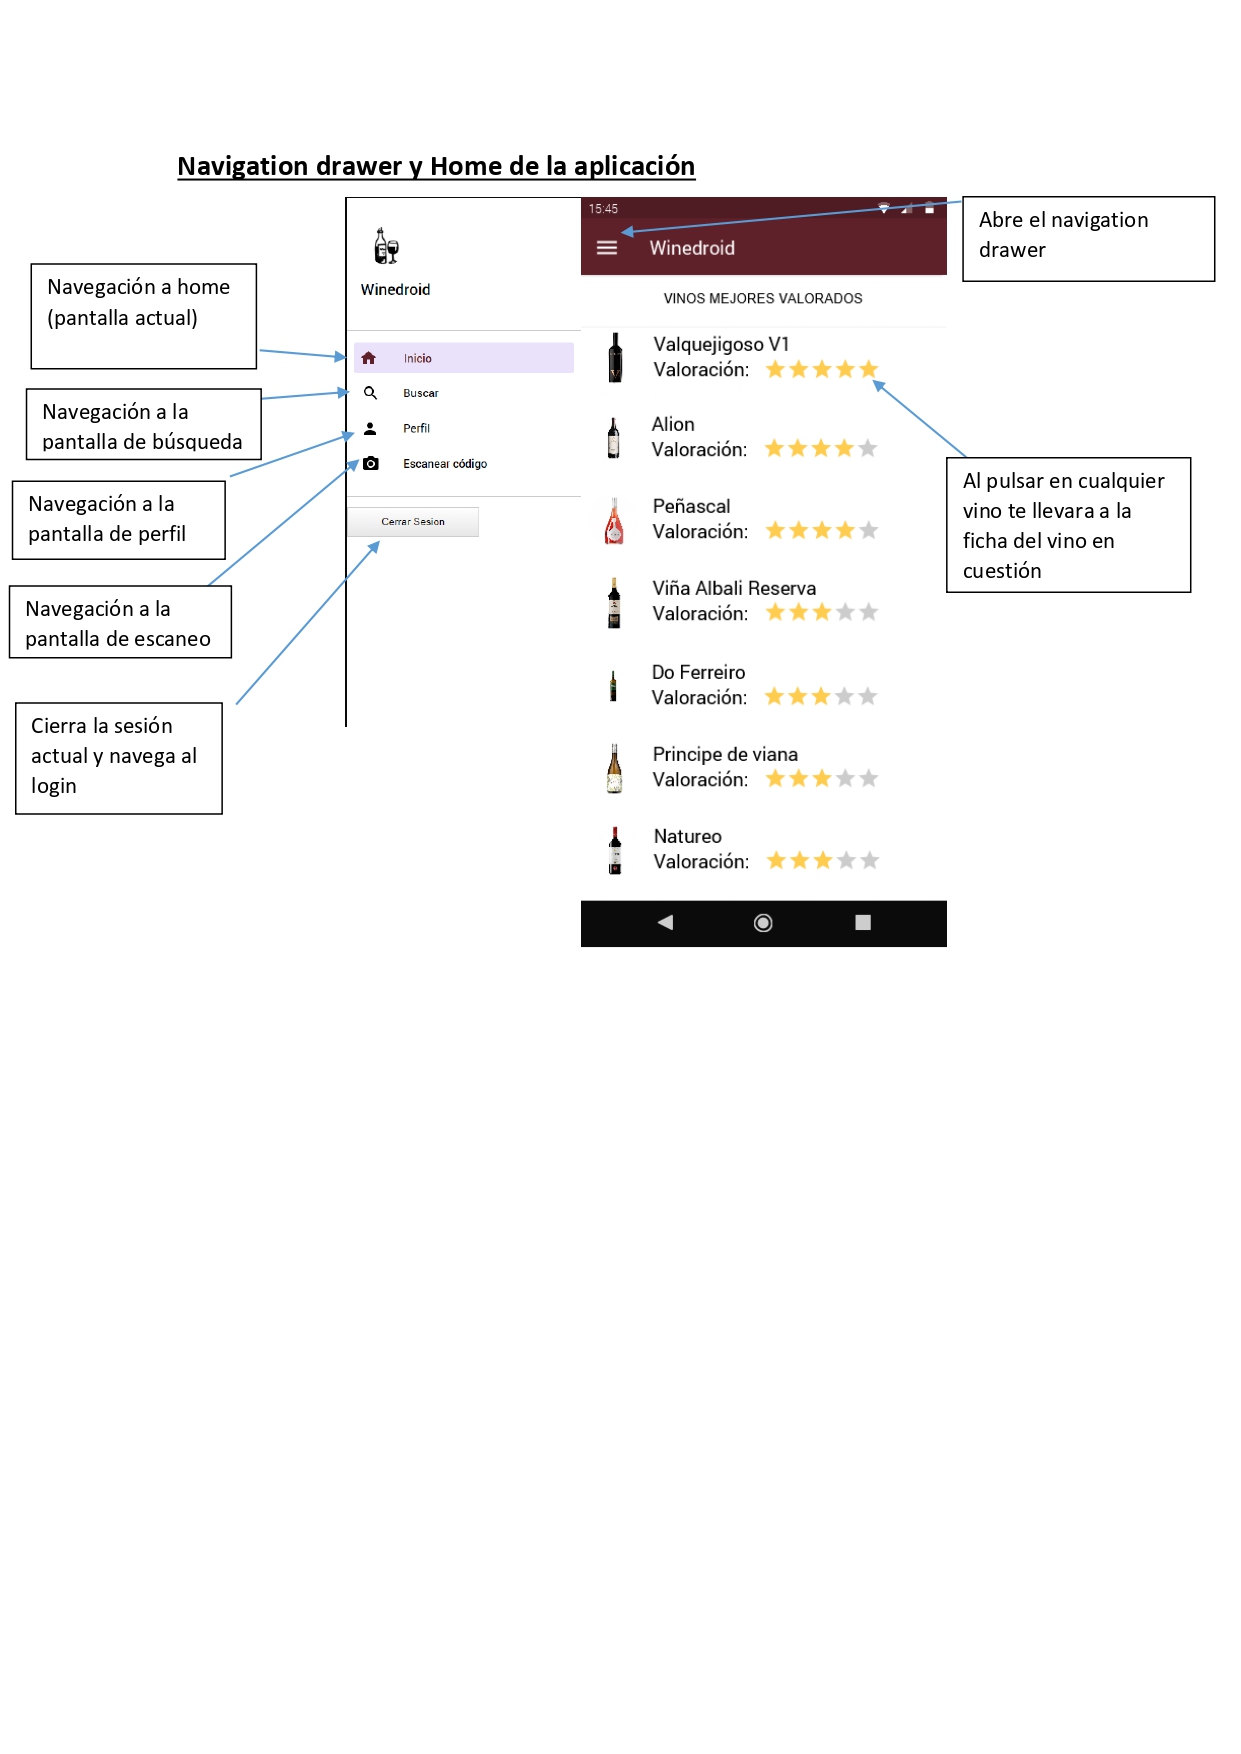 Navigation drawer y Home de la aplicación
Navegación a home
(pantalla actual)
Navegación a la
pantalla de búsqueda
Navegación a la
pantalla de perfil
Navegación a la
pantalla de escaneo
Cierra la sesión
actual y navega al
login
Winedroid
Inicio
Buscar
Perfil
Escanear código
Cerrar Sesion
15:45
Winedroid
VINOS MEJORES VALORADOS
Valquejigoso V1
Valoración:
Alion
Valoración:
Peñascal
Valoración:
Viña Albali Reserva
Valoración:
Do Ferreiro
Valoración:
Principe de viana
Valoración:
Natureo
Valoración:
Abre el navigation
drawer
Al pulsar en cualquier
vino te llevara a la
ficha del vino en
cuestión